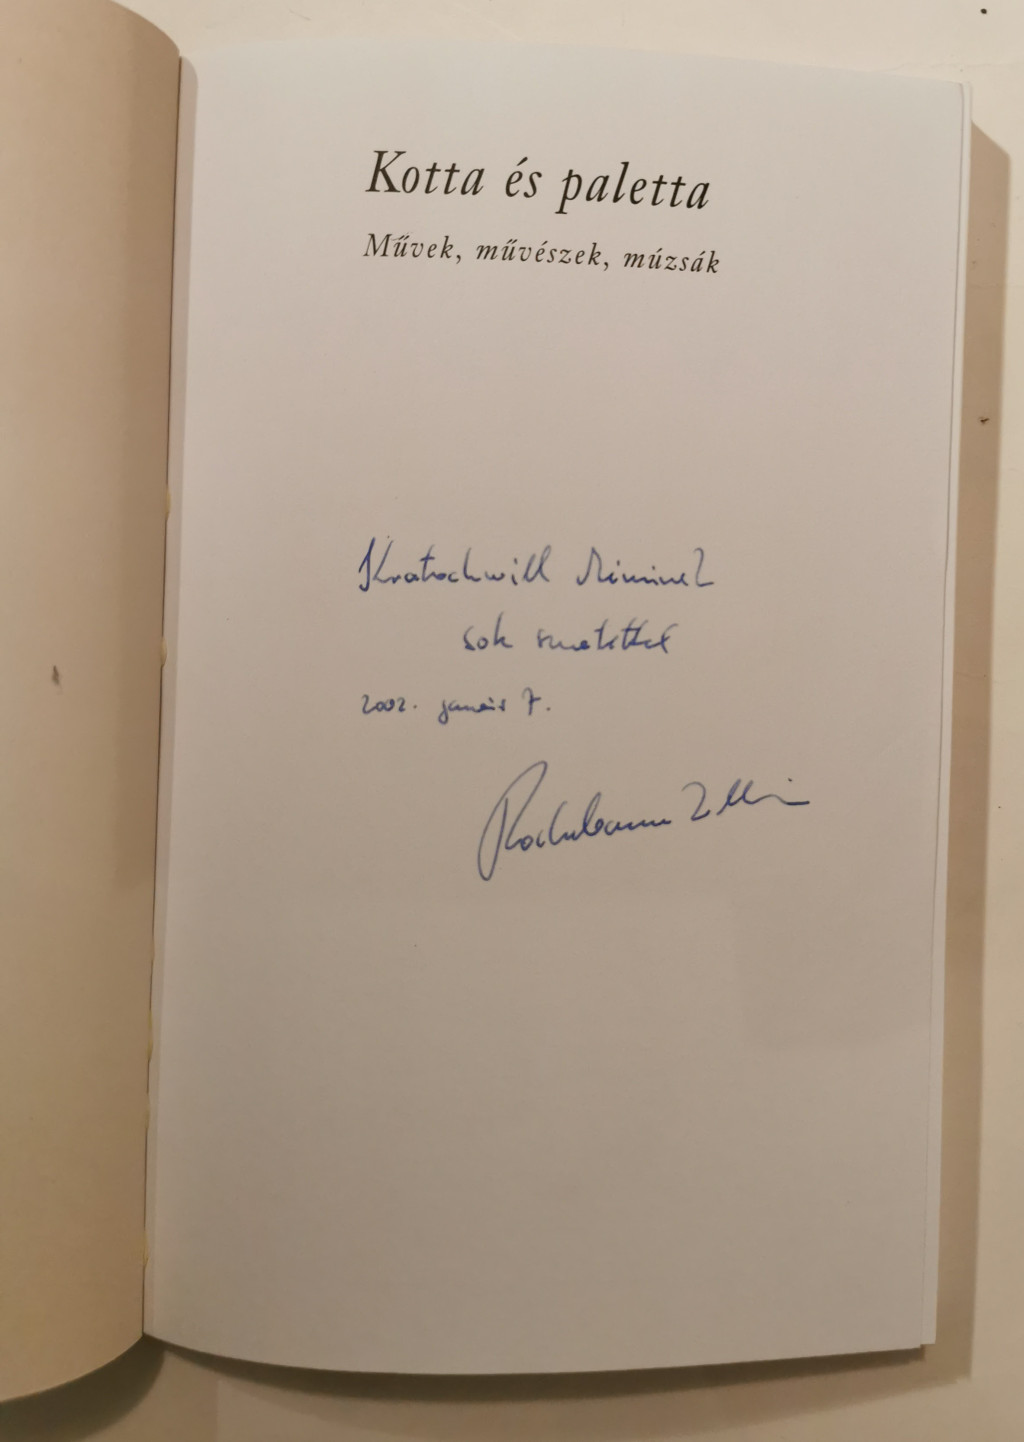 Kotta és paletta
Művek, művészek, múzsák
Kratochwill Miminek
sok szeretettel
2002. január 7.